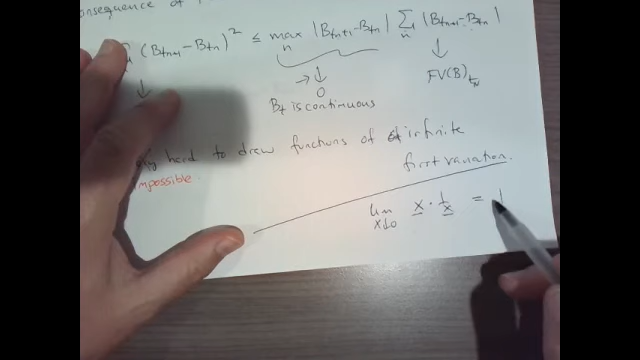 nsequence of
Σ (Btn+1 - Btn)² ≤ max n |Btn+1 - Btn| Σ n |Btn+1 - Btn|
↓ → ↓ ↓
0 FV(B)
Bt is continuous
hard to draw functions of infinite
first variation.
impossible
lim x↓0 x · 1/x = 1